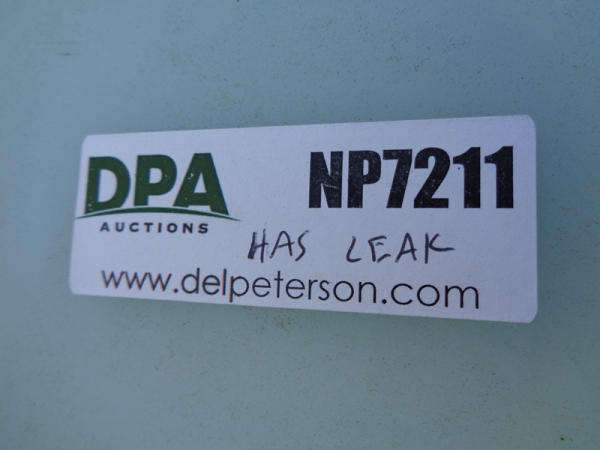 DPA NP7211
AUCTIONS
HAS LEAK
www.delpeterson.com